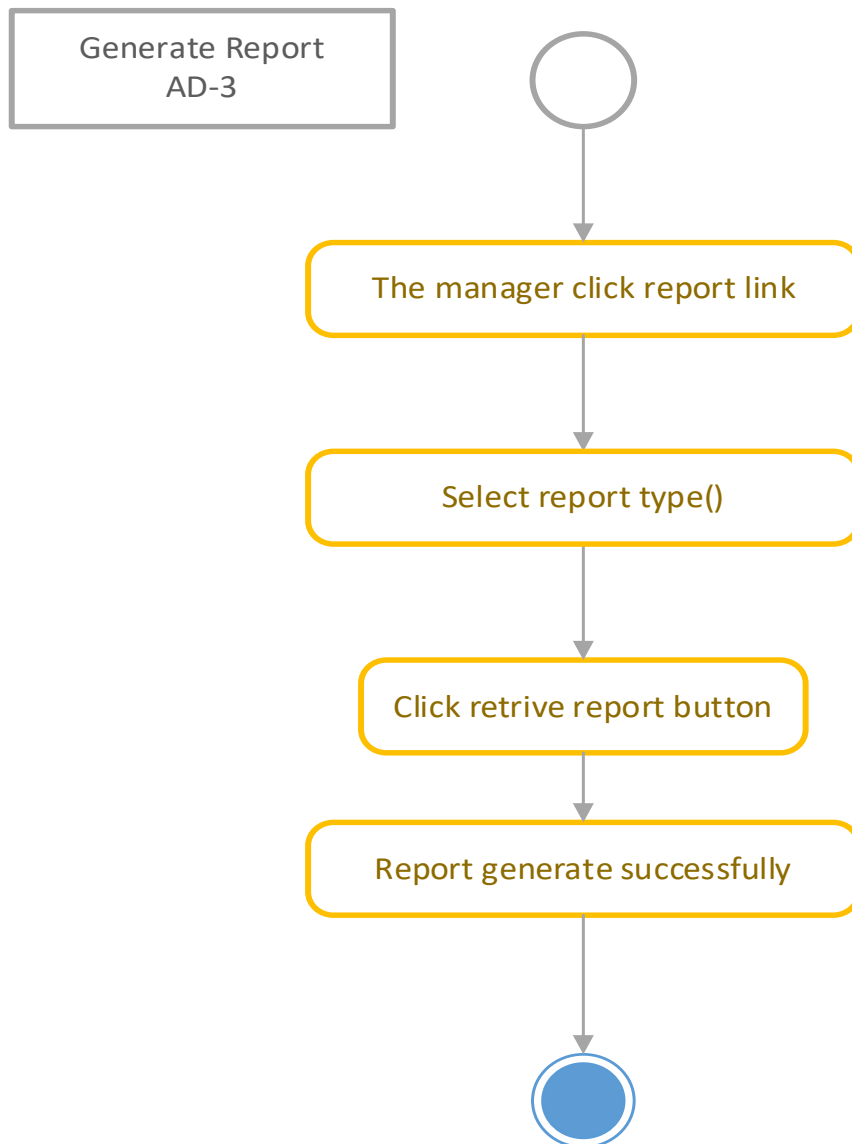 Generate Report
AD-3
The manager click report link
Select report type()
Click retrive report button
Report generate successfully